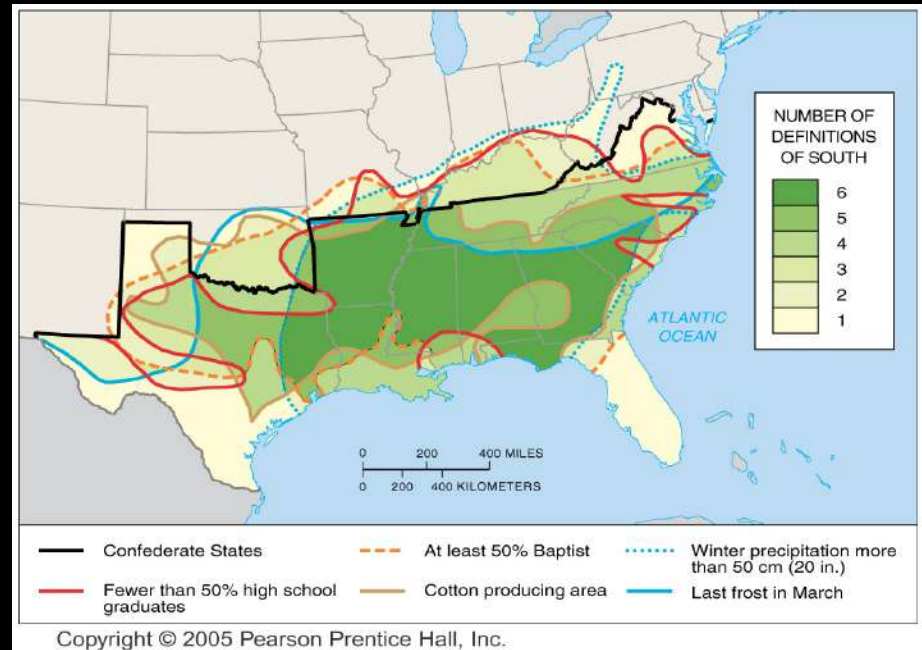 NUMBER OF
DEFINITIONS
OF SOUTH
6
5
4
3
2
1
ATLANTIC
OCEAN
0 200 400 MILES
0 200 400 KILOMETERS
Confederate States
Fewer than 50% high school
graduates
At least 50% Baptist
Cotton producing area
Winter precipitation more
than 50 cm (20 in.)
Last frost in March
Copyright © 2005 Pearson Prentice Hall, Inc.